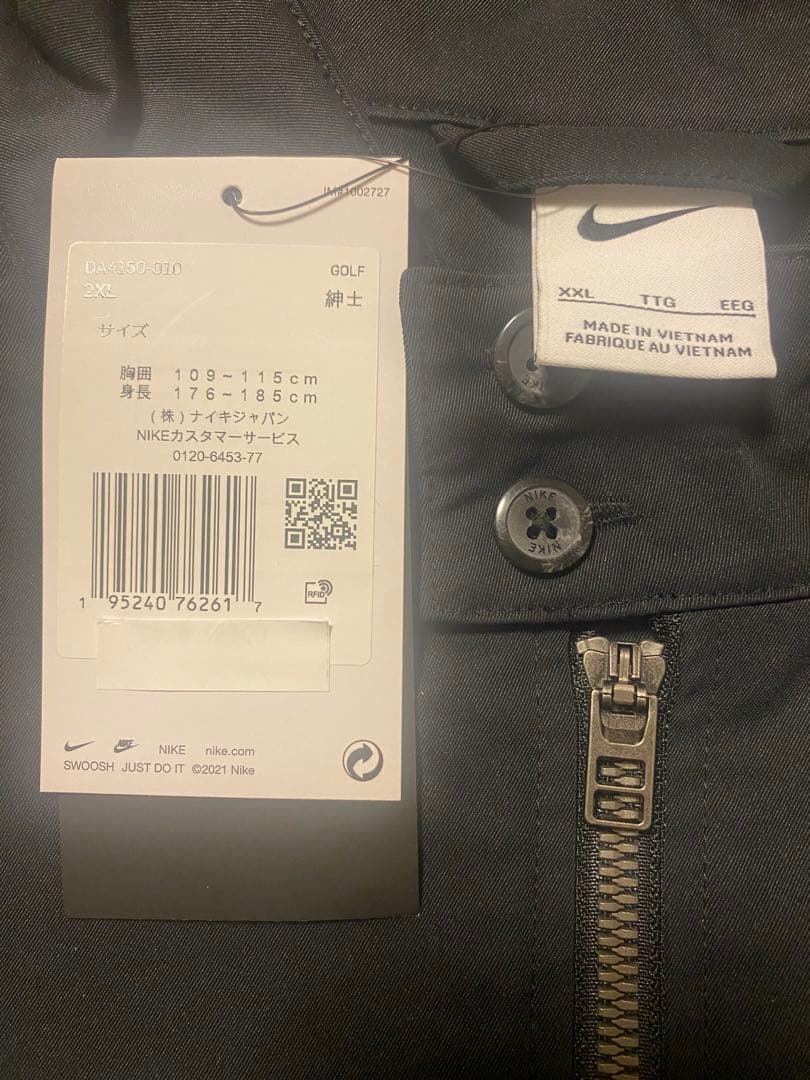 IM#1002727
DA4150-010
GOLF
2XL
紳士
サイズ
胸囲 109~115cm
身長 176~185cm
(株)ナイキジャパン
NIKEカスタマーサービス
0120-6453-77
RFID
1 95240 76261 7
NIKE nike.com
SWOOSH JUST DO IT ©2021 Nike
XXL TTG EEG
MADE IN VIETNAM
FABRIQUE AU VIETNAM
NIKE
NIKE
NIKE